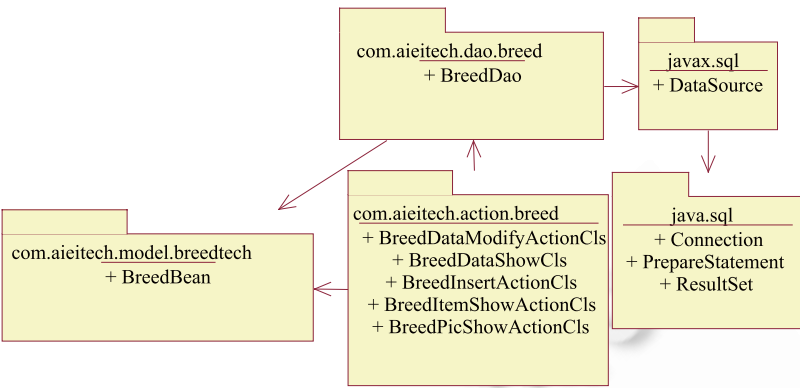 com.aieitech.dao.breed
+ BreedDao
javax.sql
+ DataSource
com.aieitech.model.breedtech
+ BreedBean
com.aieitech.action.breed
+ BreedDataModifyActionCls
+ BreedDataShowCls
+ BreedInsertActionCls
+ BreedItemShowActionCls
+ BreedPicShowActionCls
java.sql
+ Connection
+ PrepareStatement
+ ResultSet